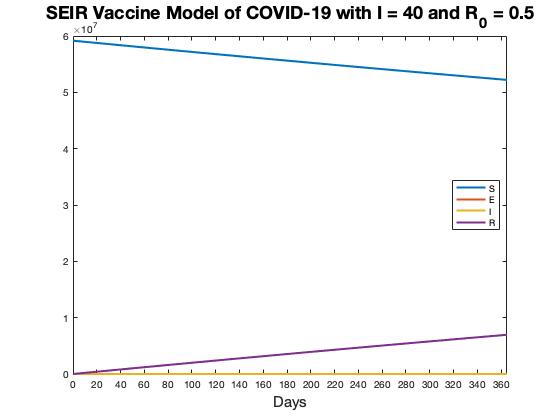 SEIR Vaccine Model of COVID-19 with I = 40 and R0 = 0.5
×10^7
6
5
4
3
2
1
0
S
E
I
R
0 20 40 60 80 100 120 140 160 180 200 220 240 260 280 300 320 340 360
Days